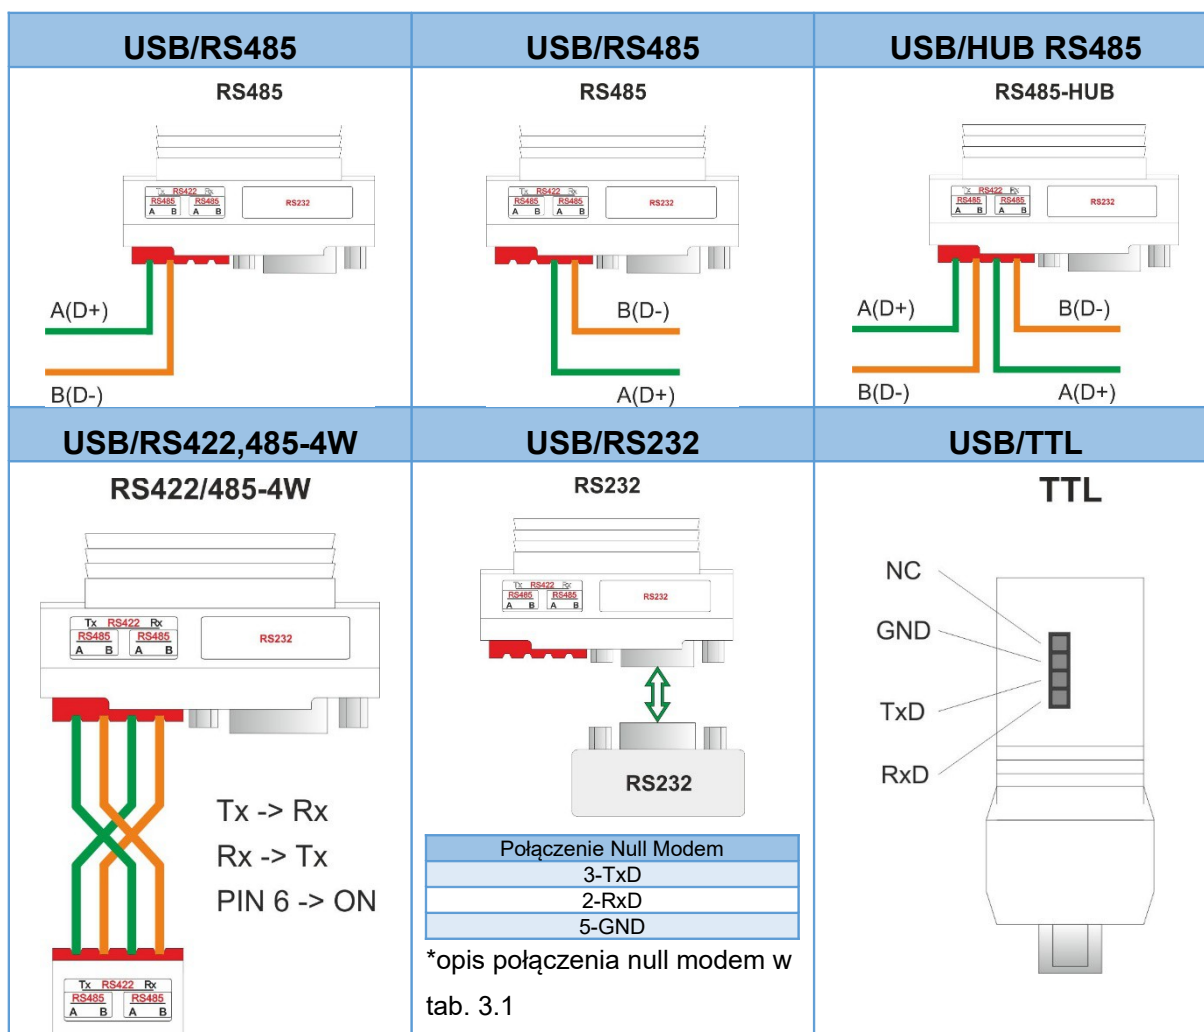 USB/RS485
RS485
Tx RS422 Rx
RS485 RS485
A B A B
RS232
A(D+)
B(D-)
USB/RS485
RS485
Tx RS422 Rx
RS485 RS485
A B A B
RS232
B(D-)
A(D+)
USB/HUB RS485
RS485-HUB
Tx RS422 Rx
RS485 RS485
A B A B
RS232
A(D+) B(D-)
B(D-) A(D+)
USB/RS422,485-4W
RS422/485-4W
Tx RS422 Rx
RS485 RS485
A B A B
RS232
Tx -> Rx
Rx -> Tx
PIN 6 -> ON
Tx RS422 Rx
RS485 RS485
A B A B
USB/RS232
RS232
Tx RS422 Rx
RS485 RS485
A B A B
RS232
RS232
Połączenie Null Modem
3-TxD
2-RxD
5-GND
*opis połączenia null modem w
tab. 3.1
USB/TTL
TTL
NC
GND
TxD
RxD